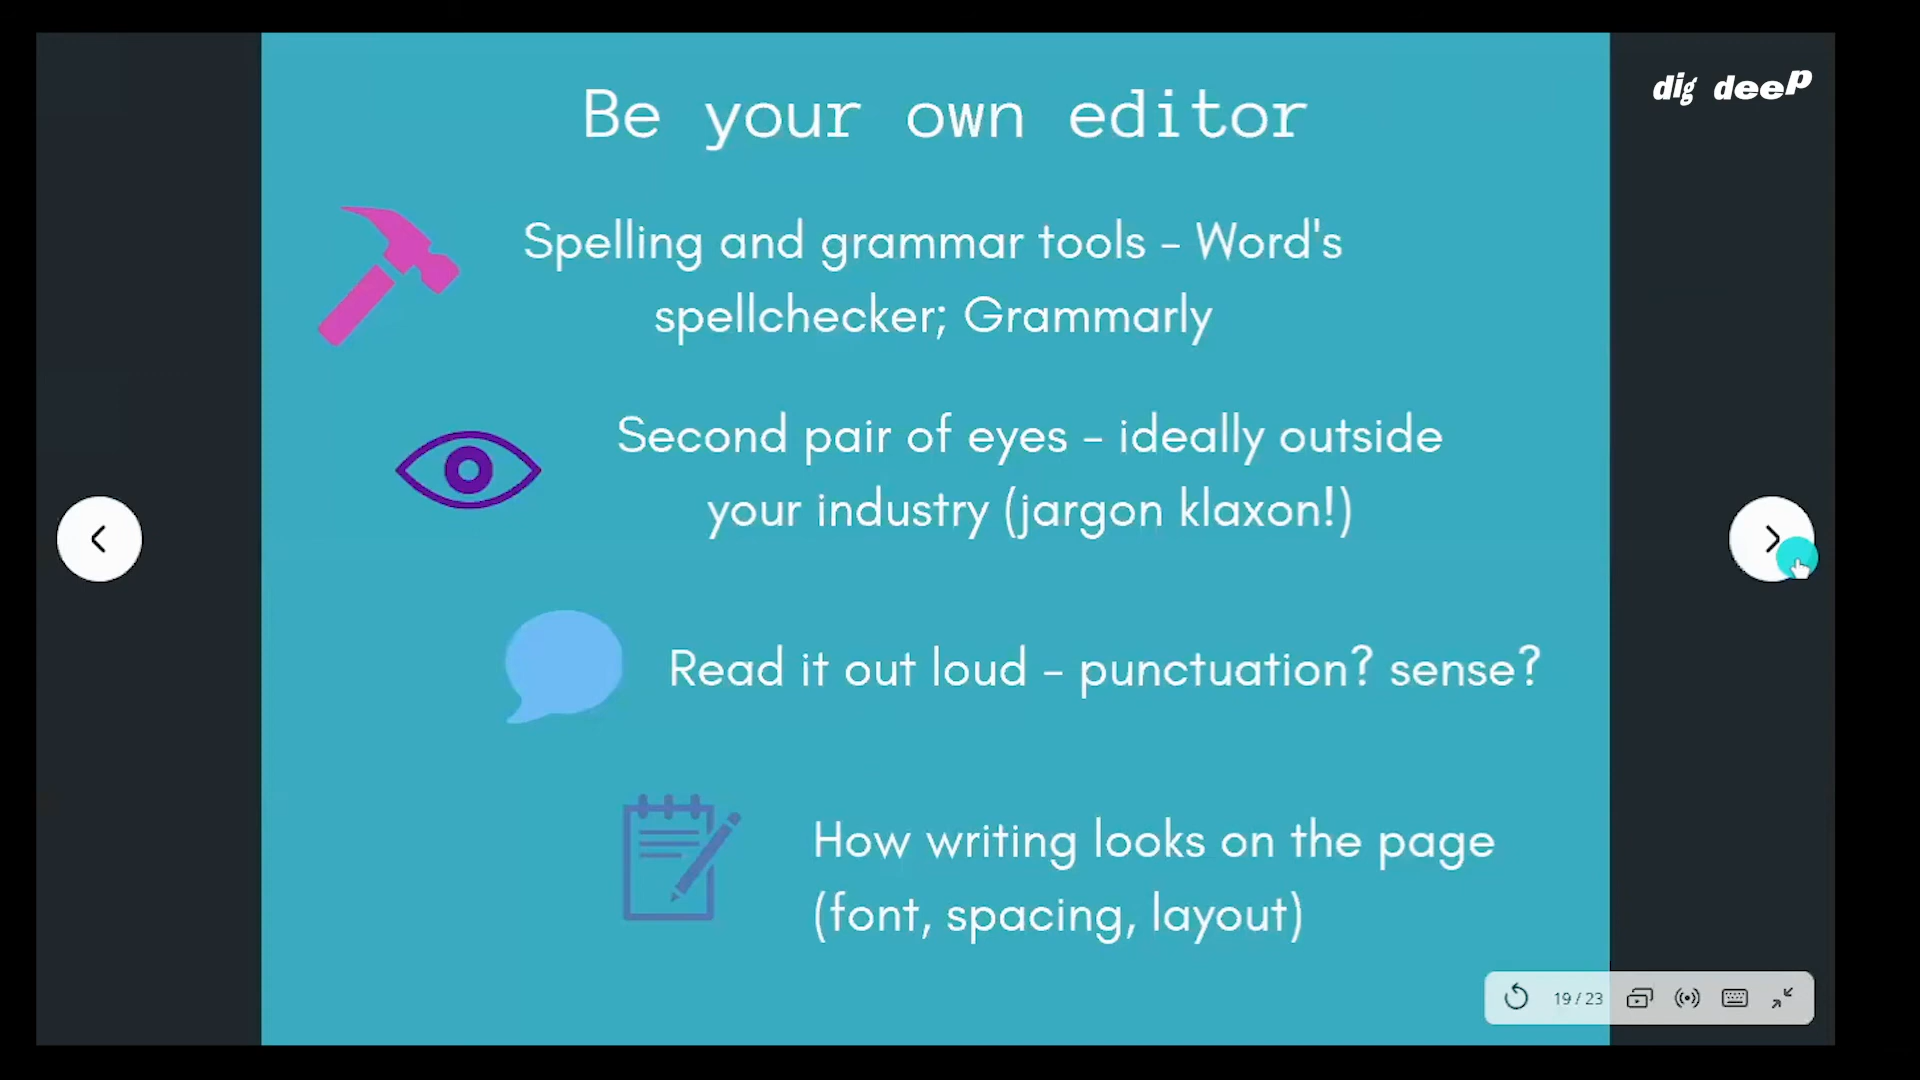 dig deep
Be your own editor
Spelling and grammar tools - Word's
spellchecker; Grammarly
Second pair of eyes - ideally outside
your industry (jargon klaxon!)
Read it out loud - punctuation? sense?
How writing looks on the page
(font, spacing, layout)
19 / 23